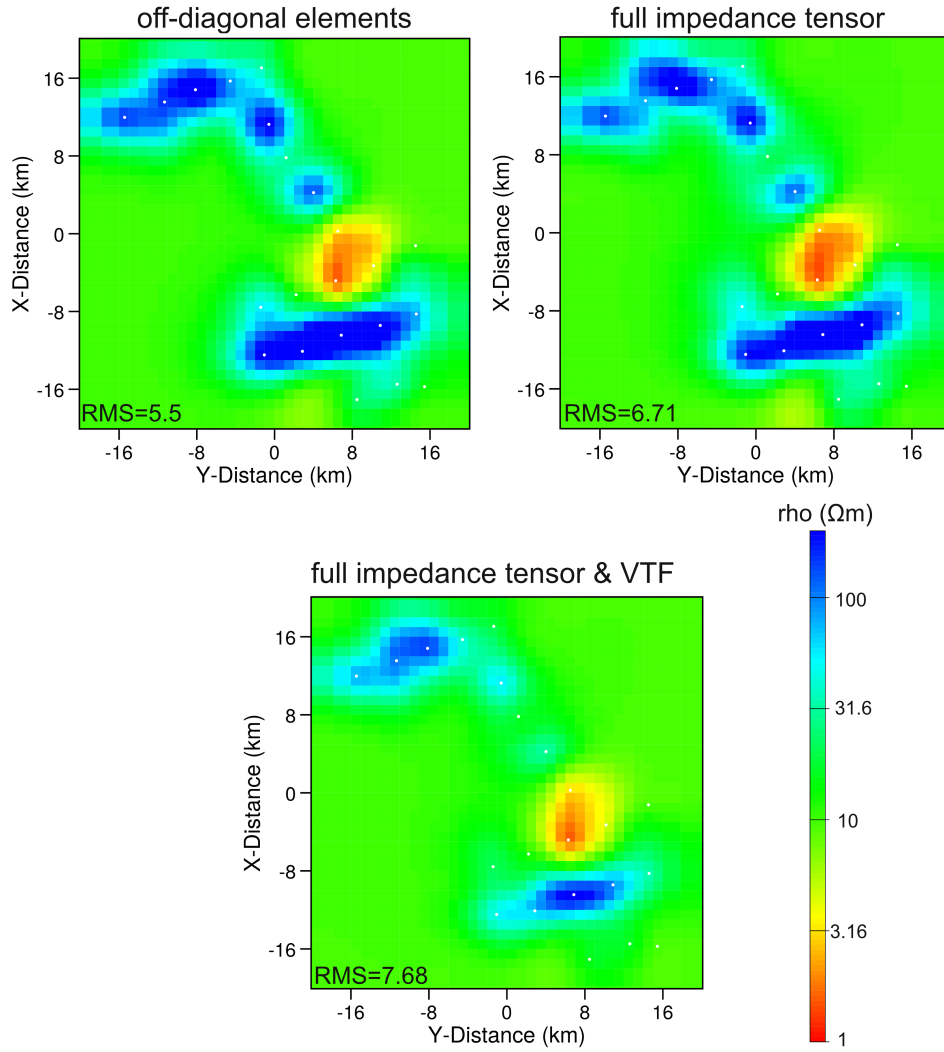 off-diagonal elements
full impedance tensor
16
8
0
-8
-16
X-Distance (km)
RMS=5.5
-16
-8
0
8
16
Y-Distance (km)
16
8
0
-8
-16
X-Distance (km)
RMS=6.71
-16
-8
0
8
16
Y-Distance (km)
full impedance tensor & VTF
16
8
0
-8
-16
X-Distance (km)
RMS=7.68
-16
-8
0
8
16
Y-Distance (km)
rho (Ωm)
100
31.6
10
3.16
1